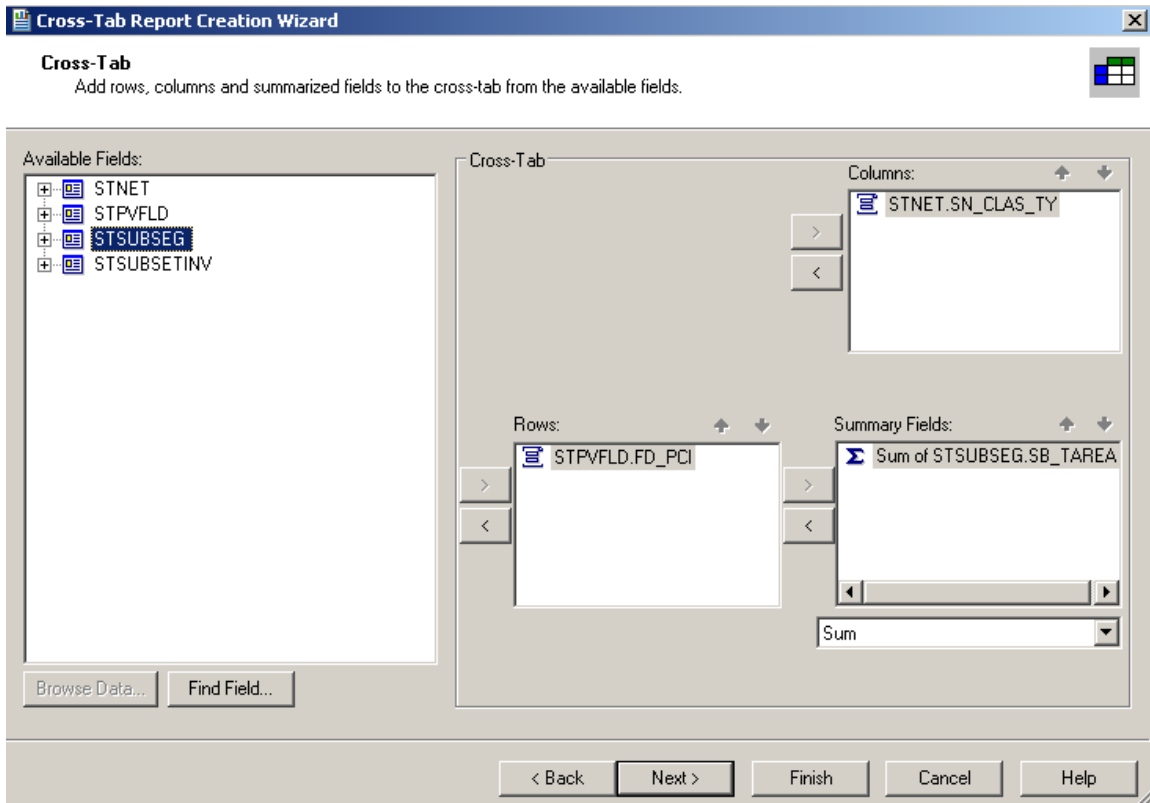 Cross-Tab Report Creation Wizard
Cross-Tab
Add rows, columns and summarized fields to the cross-tab from the available fields.
Available Fields:
STNET
STPVFLD
STSUBSEG
STSUBSETINV
Browse Data...
Find Field...
Cross-Tab
Columns:
STNET.SN_CLAS_TY
>
<
Rows:
STPVFLD.FD_PCI
>
<
Summary Fields:
Σ Sum of STSUBSEG.SB_TAREA
>
<
Sum
< Back
Next >
Finish
Cancel
Help